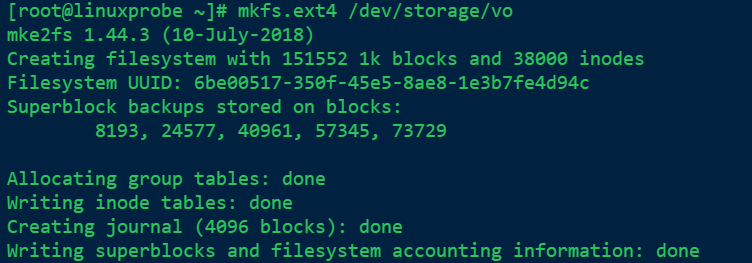 [root@linuxprobe ~]# mkfs.ext4 /dev/storage/vo
mke2fs 1.44.3 (10-July-2018)
Creating filesystem with 151552 1k blocks and 38000 inodes
Filesystem UUID: 6be00517-350f-45e5-8ae8-1e3b7fe4d94c
Superblock backups stored on blocks:
        8193, 24577, 40961, 57345, 73729

Allocating group tables: done
Writing inode tables: done
Creating journal (4096 blocks): done
Writing superblocks and filesystem accounting information: done